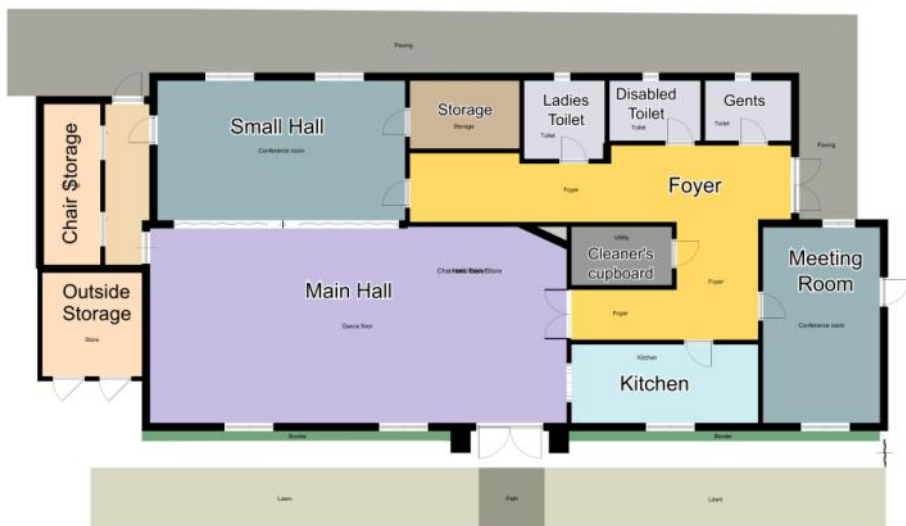 Paving
Storage
Storage
Ladies
Toilet
Toilet
Disabled
Toilet
Toilet
Gents
Toilet
Small Hall
Conference room
Chair Storage
Paving
Foyer
Foyer
Utility
Cleaner's
cupboard
Meeting
Room
Conference room
Main Hall
Dance floor
Outside
Storage
Store
Foyer
Foyer
Kitchen
Kitchen
Border
Border
Lawn
Path
Lawn